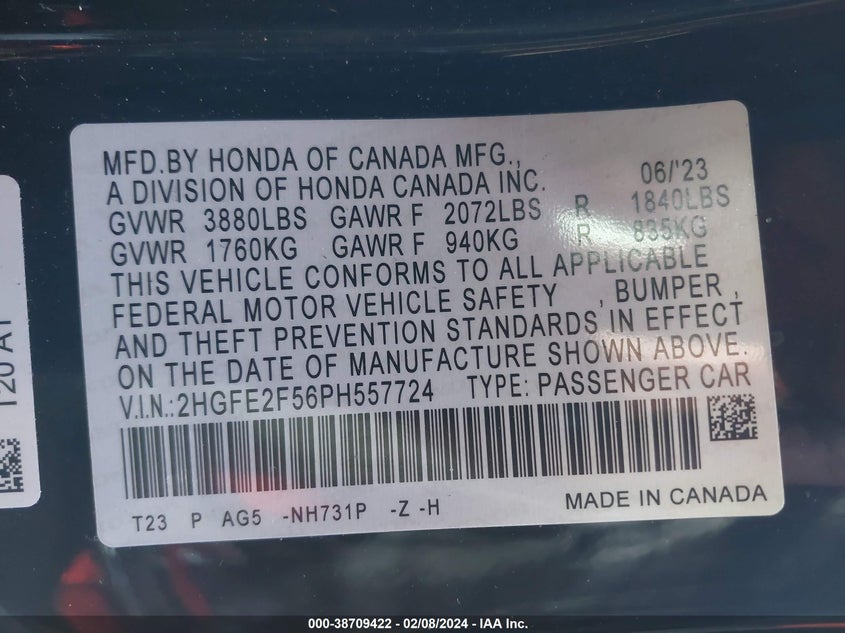 MFD.BY HONDA OF CANADA MFG., 06/'23
A DIVISION OF HONDA CANADA INC.
GVWR 3880LBS GAWR F 2072LBS R 1840LBS
GVWR 1760KG GAWR F 940KG R 835KG
THIS VEHICLE CONFORMS TO ALL APPLICABLE
FEDERAL MOTOR VEHICLE SAFETY , BUMPER ,
AND THEFT PREVENTION STANDARDS IN EFFECT
ON THE DATE OF MANUFACTURE SHOWN ABOVE.
V.I.N.:2HGFE2F56PH557724 TYPE: PASSENGER CAR
T23 P AG5 -NH731P -Z -H MADE IN CANADA
000-38709422 - 02/08/2024 - IAA Inc.